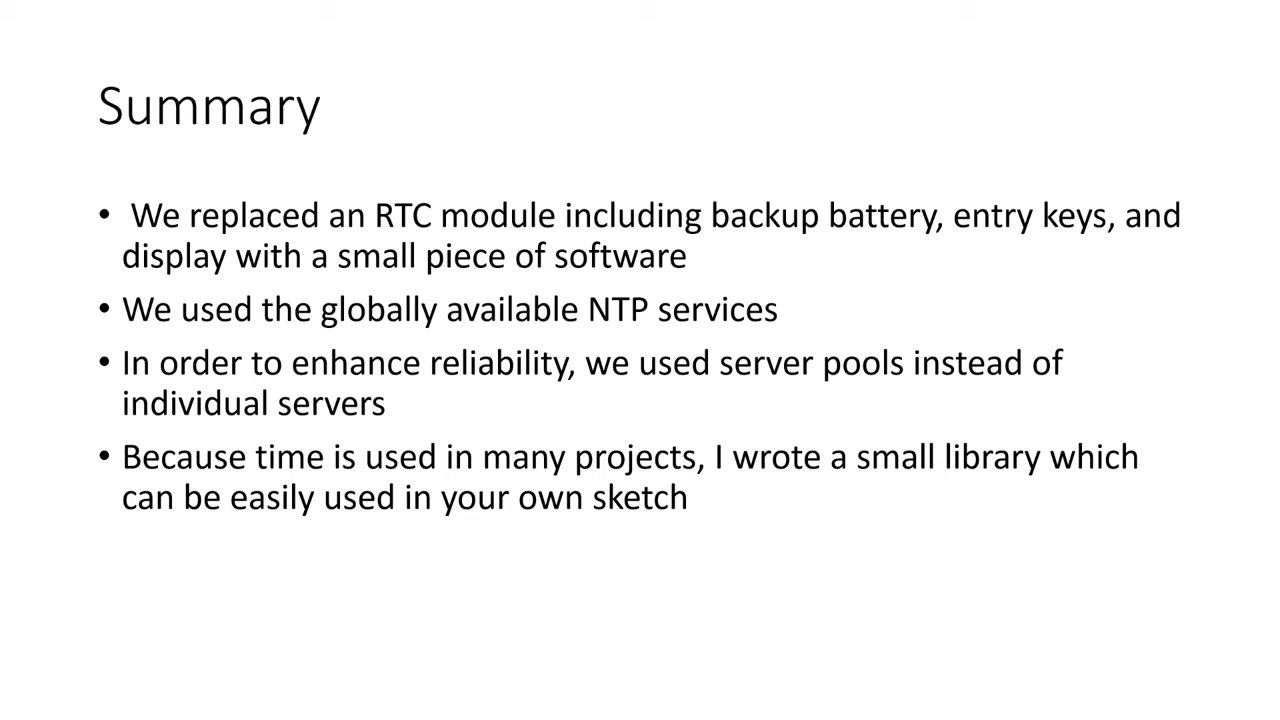 Summary
• We replaced an RTC module including backup battery, entry keys, and
display with a small piece of software
• We used the globally available NTP services
• In order to enhance reliability, we used server pools instead of
individual servers
• Because time is used in many projects, I wrote a small library which
can be easily used in your own sketch